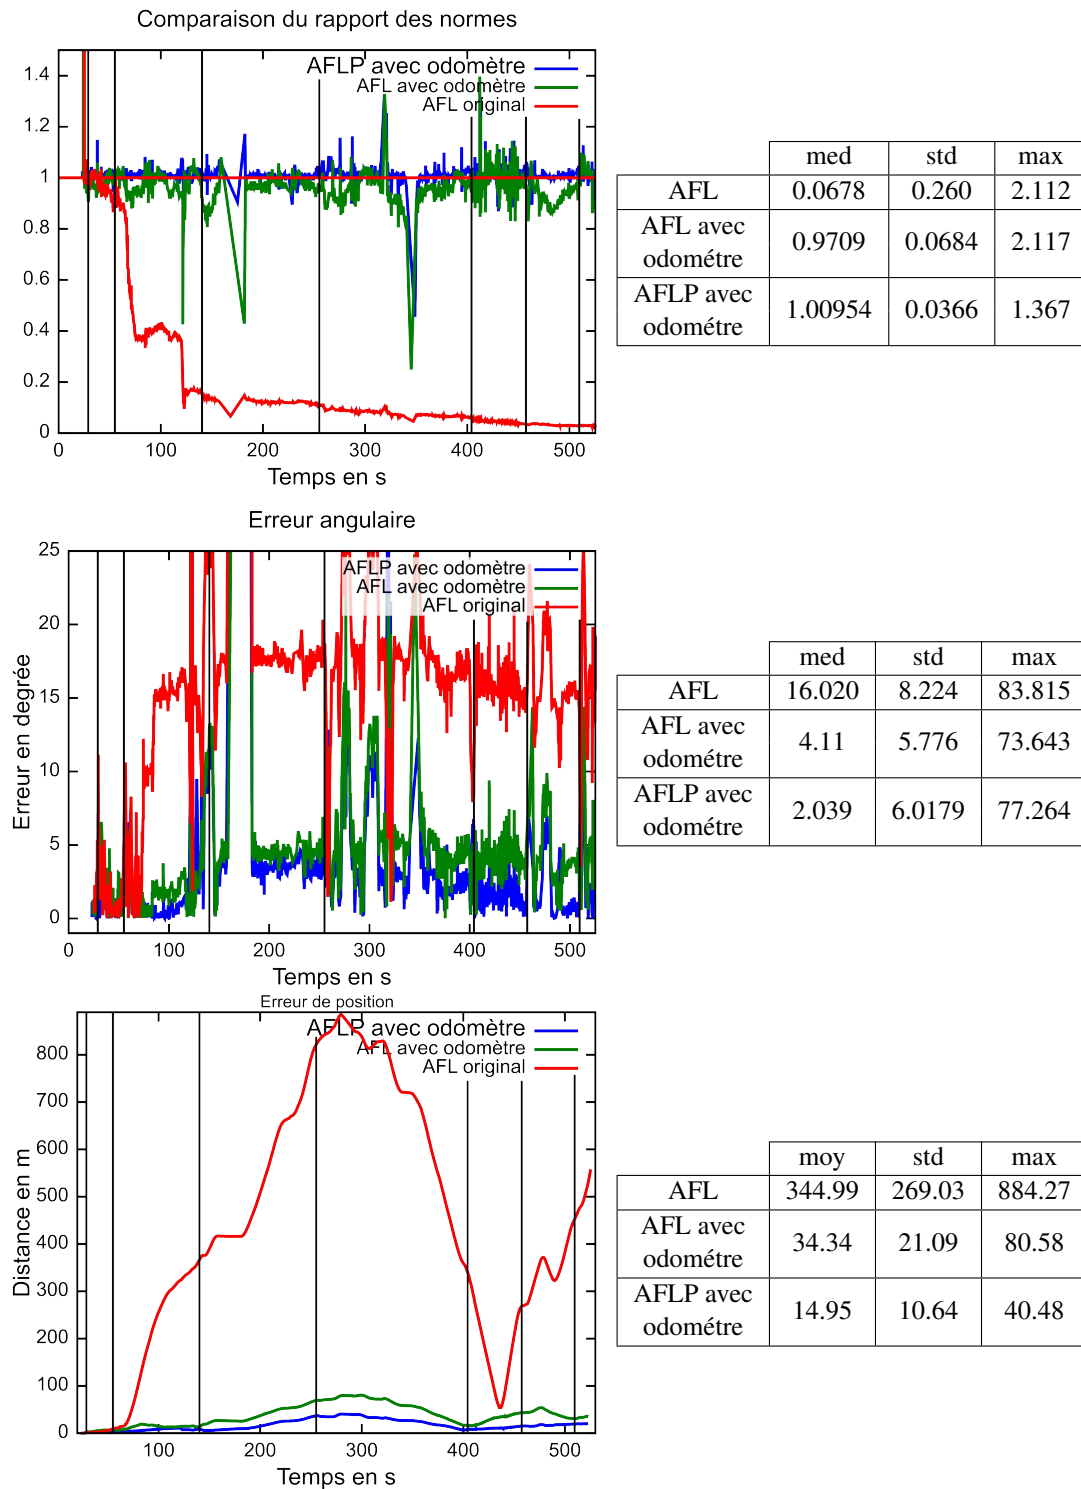 Comparaison du rapport des normes
AFLP avec odomètre
AFL avec odomètre
AFL original
1.4
1.2
1
0.8
0.6
0.4
0.2
0
0 100 200 300 400 500
Temps en s
med std max
AFL 0.0678 0.260 2.112
AFL avec
odométre 0.9709 0.0684 2.117
AFLP avec
odométre 1.00954 0.0366 1.367
Erreur angulaire
AFLP avec odomètre
AFL avec odomètre
AFL original
Erreur en degrée
25
20
15
10
5
0
0 100 200 300 400 500
Temps en s
med std max
AFL 16.020 8.224 83.815
AFL avec
odométre 4.11 5.776 73.643
AFLP avec
odométre 2.039 6.0179 77.264
Erreur de position
AFLP avec odomètre
AFL avec odomètre
AFL original
Distance en m
800
700
600
500
400
300
200
100
0
100 200 300 400 500
Temps en s
moy std max
AFL 344.99 269.03 884.27
AFL avec
odométre 34.34 21.09 80.58
AFLP avec
odométre 14.95 10.64 40.48